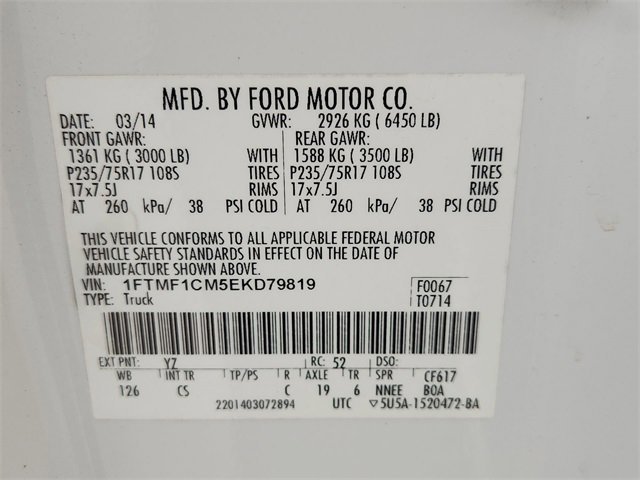 MFD. BY FORD MOTOR CO.
DATE: 03/14 GVWR: 2926 KG ( 6450 LB)
FRONT GAWR: REAR GAWR:
1361 KG ( 3000 LB) WITH 1588 KG ( 3500 LB) WITH
P235/75R17 108S TIRES P235/75R17 108S TIRES
17x7.5J RIMS 17x7.5J RIMS
AT 260 kPa/ 38 PSI COLD AT 260 kPa/ 38 PSI COLD
THIS VEHICLE CONFORMS TO ALL APPLICABLE FEDERAL MOTOR
VEHICLE SAFETY STANDARDS IN EFFECT ON THE DATE OF
MANUFACTURE SHOWN ABOVE.
VIN: 1FTMF1CM5EKD79819 F0067
TYPE: Truck T0714
EXT PNT: YZ RC: 52 DSO:
WB INT TR TP/PS R AXLE TR SPR CF617
126 CS C 19 6 NNEE BOA
2201403072894 UTC ▽5U5A-1520472-BA